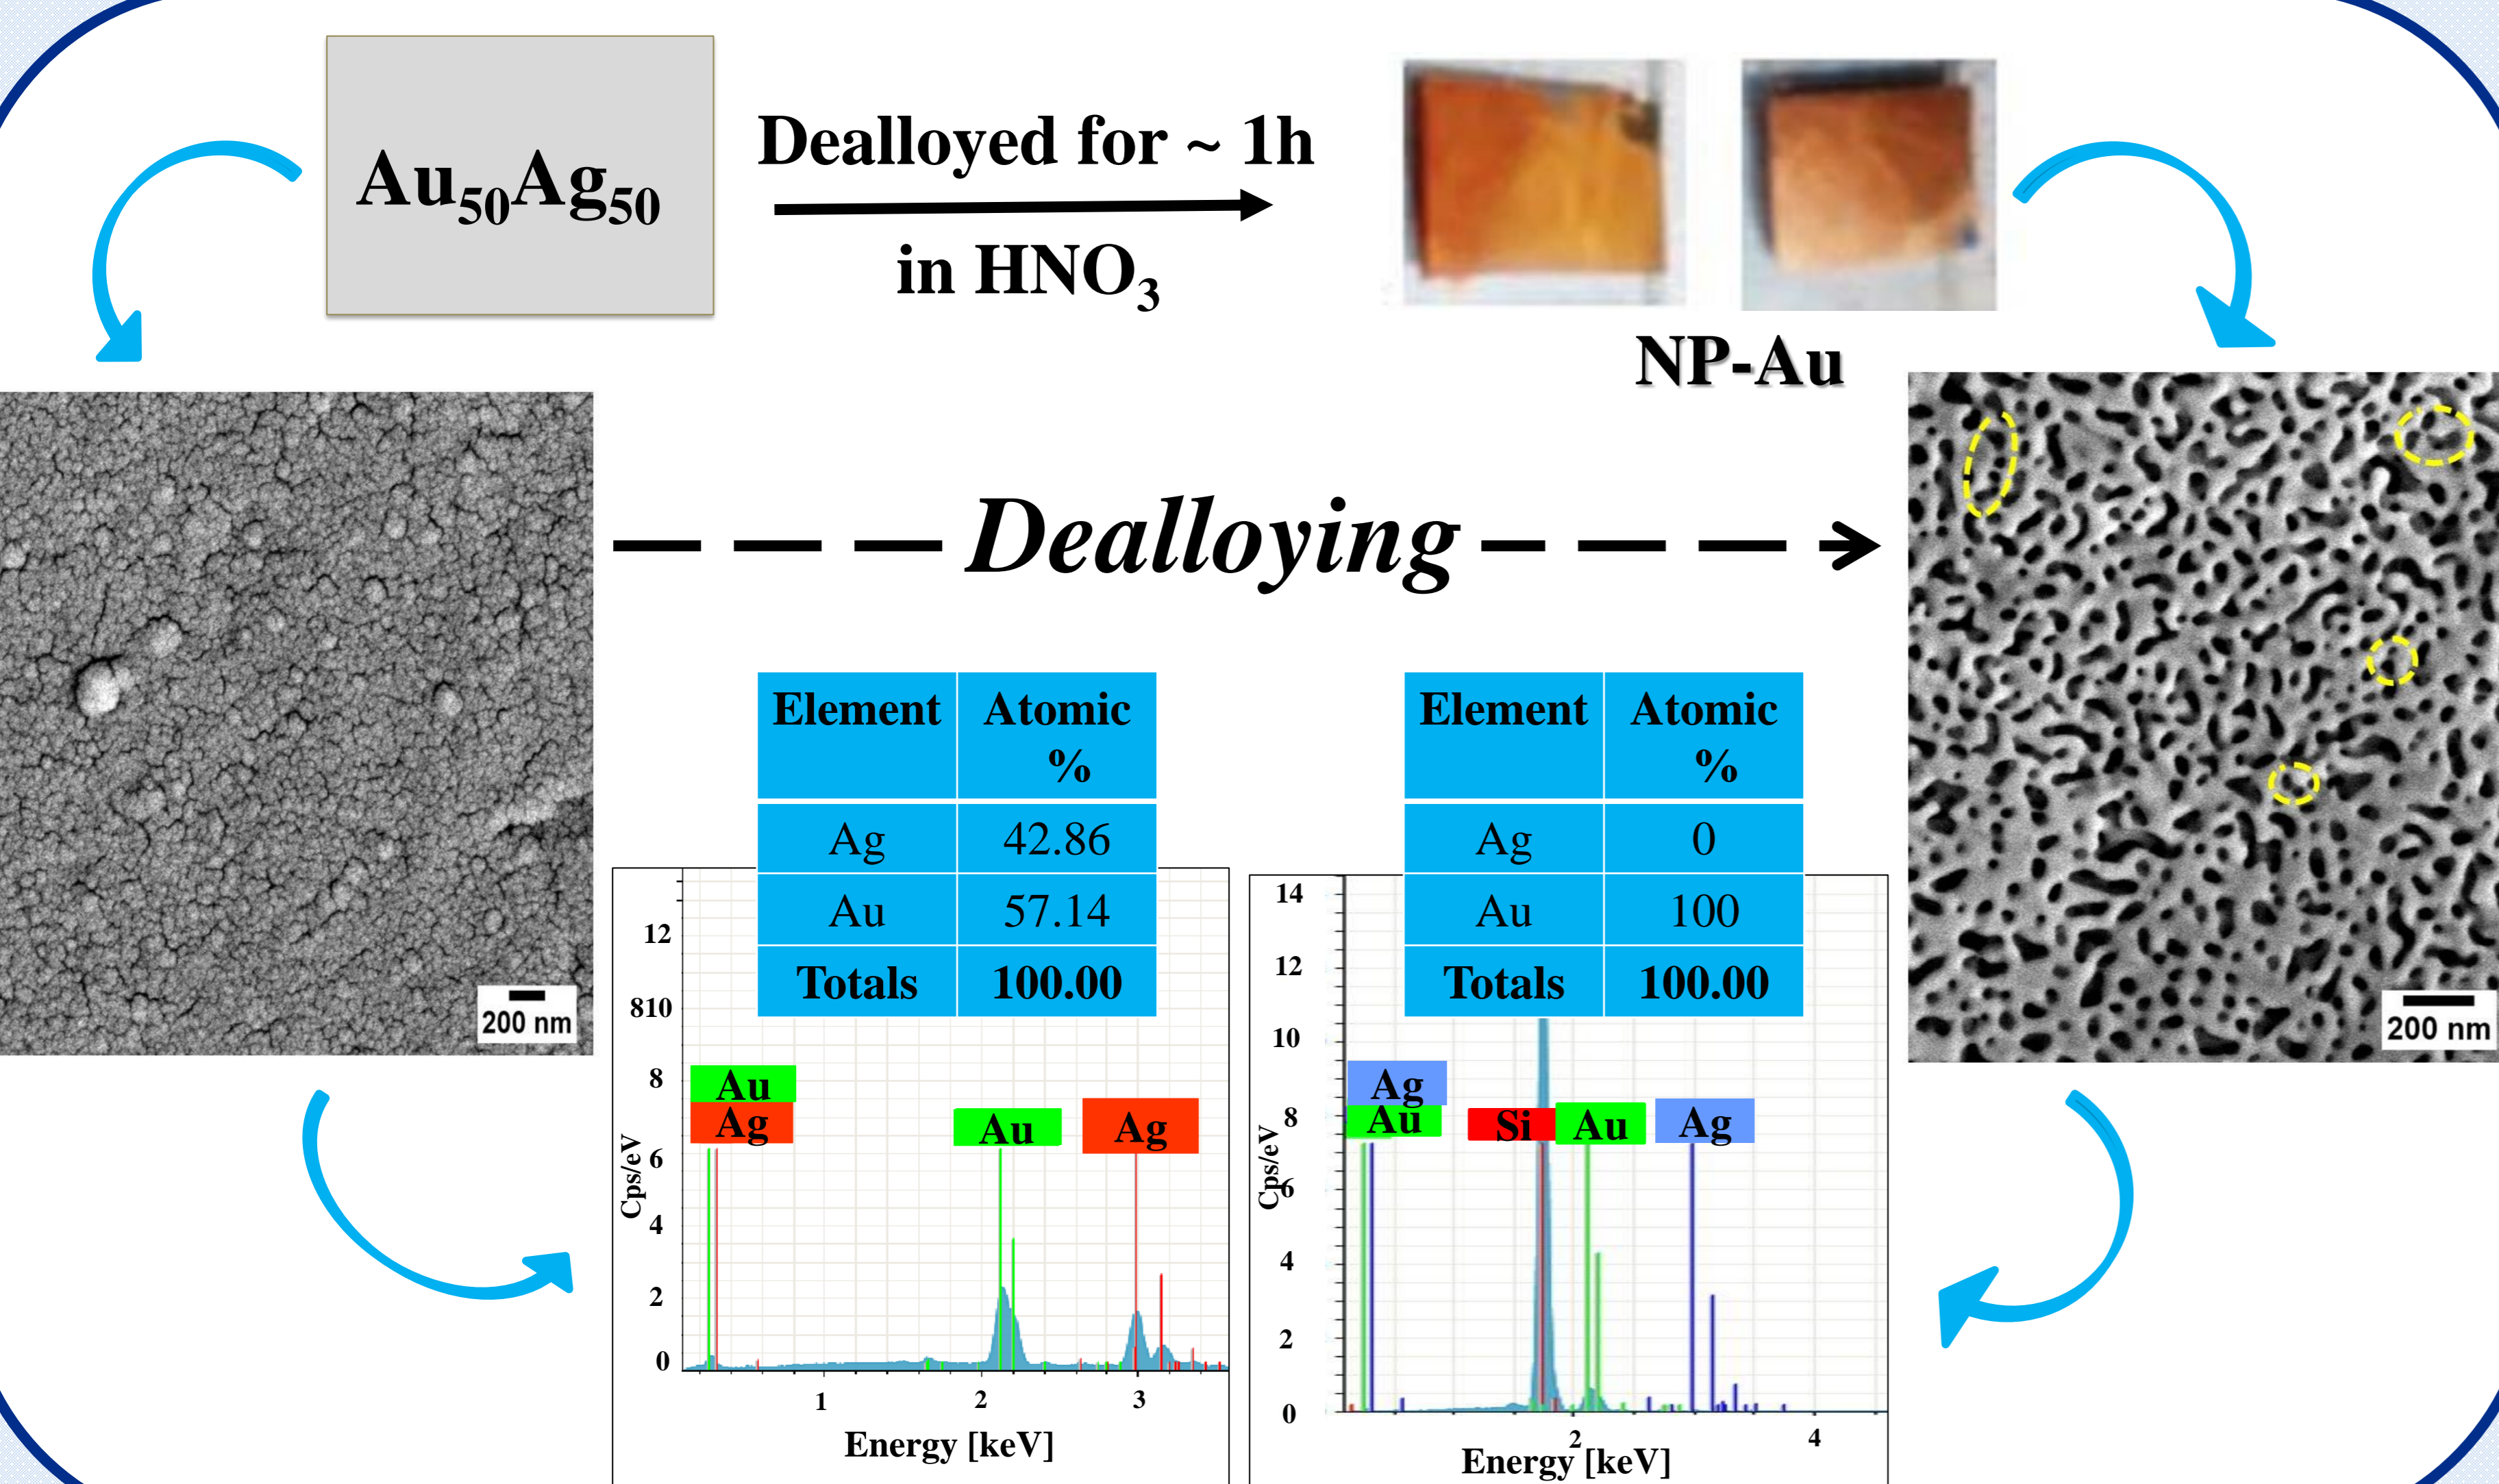 Au₅₀Ag₅₀
Dealloyed for ~ 1h
in HNO₃
NP-Au
Dealloying
200 nm
200 nm
Element Atomic %
Ag 42.86
Au 57.14
Totals 100.00
Element Atomic %
Ag 0
Au 100
Totals 100.00
12
810
8
6
4
2
0
Cps/eV
Au
Ag
Au
Ag
1 2 3
Energy [keV]
14
12
10
8
6
4
2
0
Cps/eV
Ag
Au
Si
Au
Ag
2 4
Energy [keV]